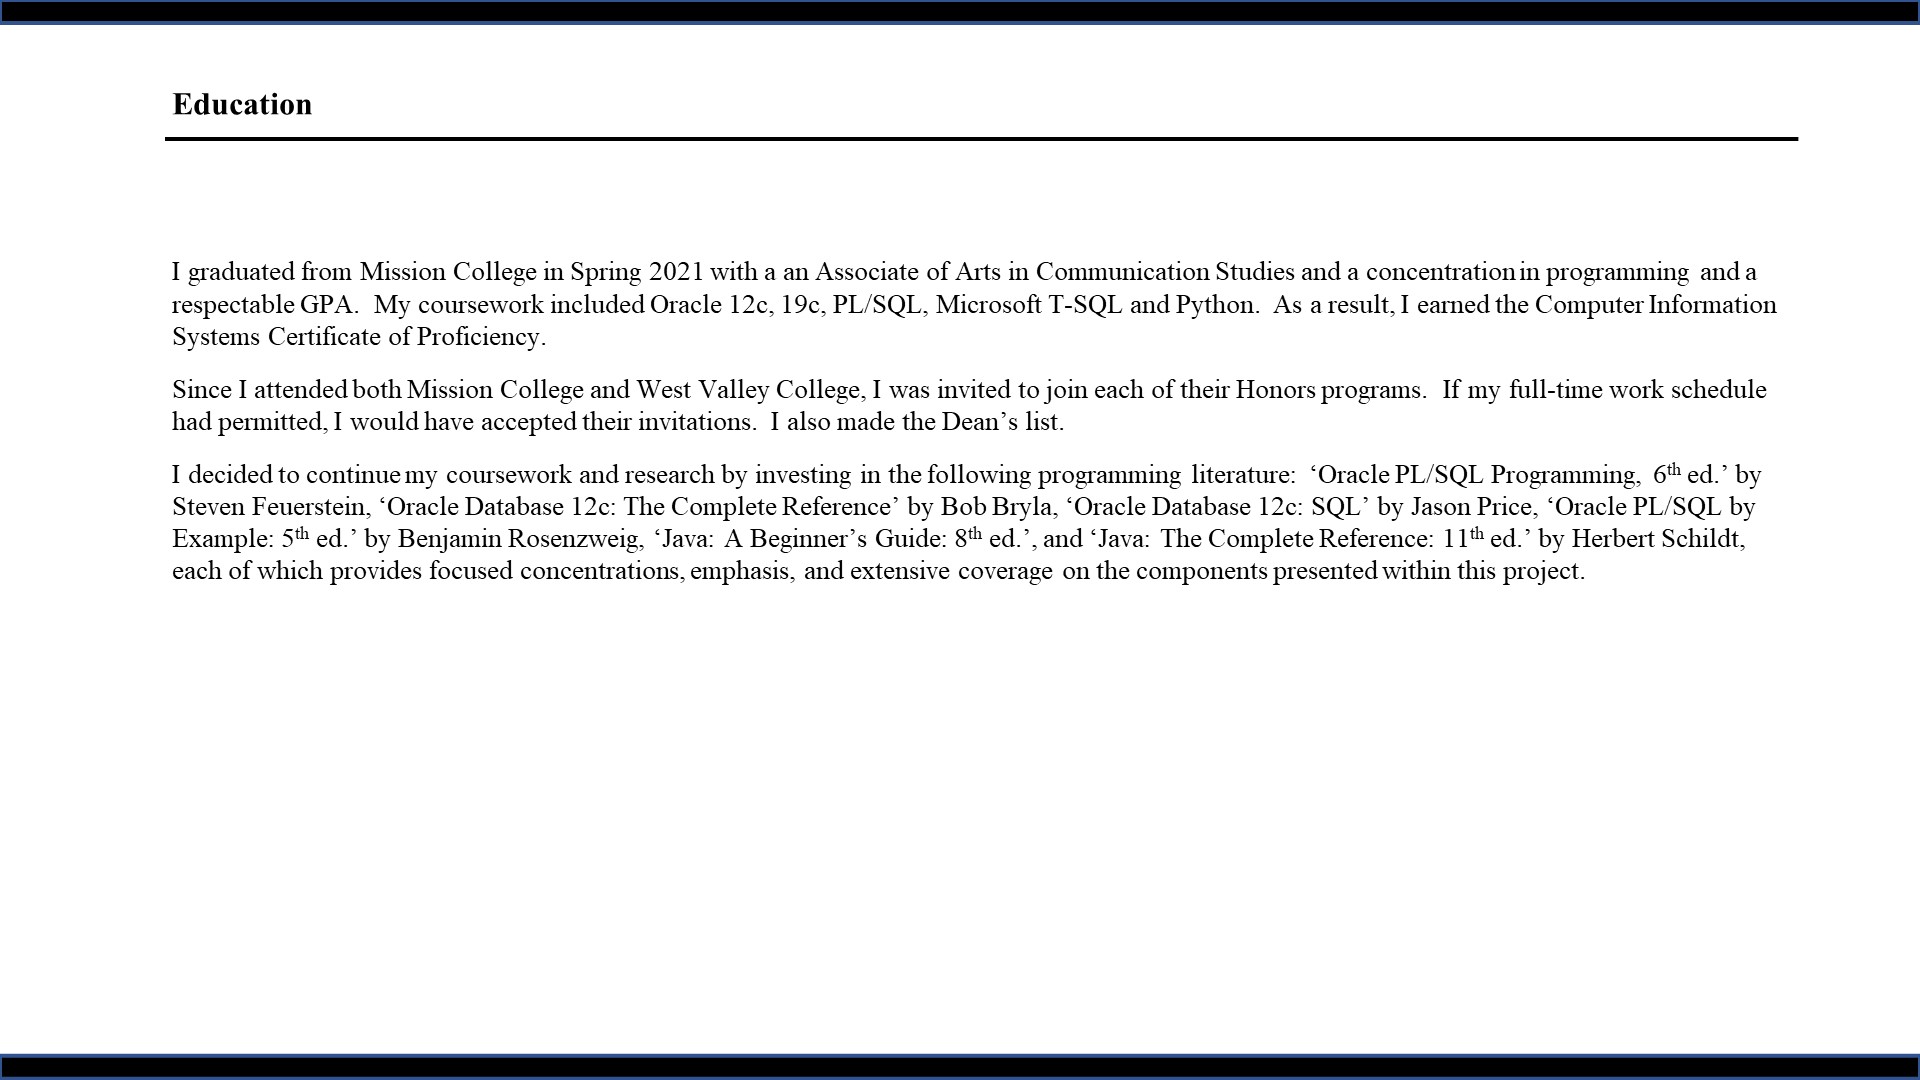 Education
I graduated from Mission College in Spring 2021 with a an Associate of Arts in Communication Studies and a concentration in programming and a
respectable GPA.  My coursework included Oracle 12c, 19c, PL/SQL, Microsoft T-SQL and Python.  As a result, I earned the Computer Information
Systems Certificate of Proficiency.
Since I attended both Mission College and West Valley College, I was invited to join each of their Honors programs.  If my full-time work schedule
had permitted, I would have accepted their invitations.  I also made the Dean’s list.
I decided to continue my coursework and research by investing in the following programming literature:  ‘Oracle PL/SQL Programming, 6th ed.’ by
Steven Feuerstein, ‘Oracle Database 12c: The Complete Reference’ by Bob Bryla, ‘Oracle Database 12c: SQL’ by Jason Price, ‘Oracle PL/SQL by
Example: 5th ed.’ by Benjamin Rosenzweig, ‘Java:  A Beginner’s Guide: 8th ed.’, and ‘Java:  The Complete Reference: 11th ed.’ by Herbert Schildt,
each of which provides focused concentrations, emphasis, and extensive coverage on the components presented within this project.